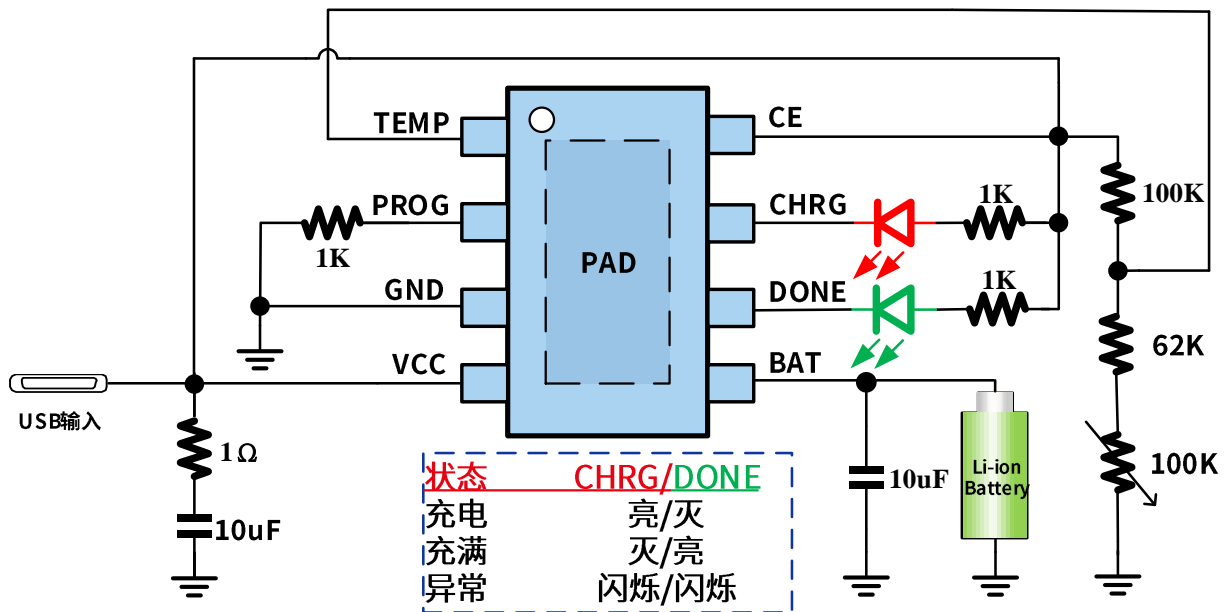 TEMP
CE
PROG
CHRG
1K
100K
1K
PAD
GND
DONE
1K
62K
VCC
BAT
USB输入
1Ω
10uF
10uF
Li-ion
Battery
100K
状态 CHRG/DONE
充电 亮/灭
充满 灭/亮
异常 闪烁/闪烁